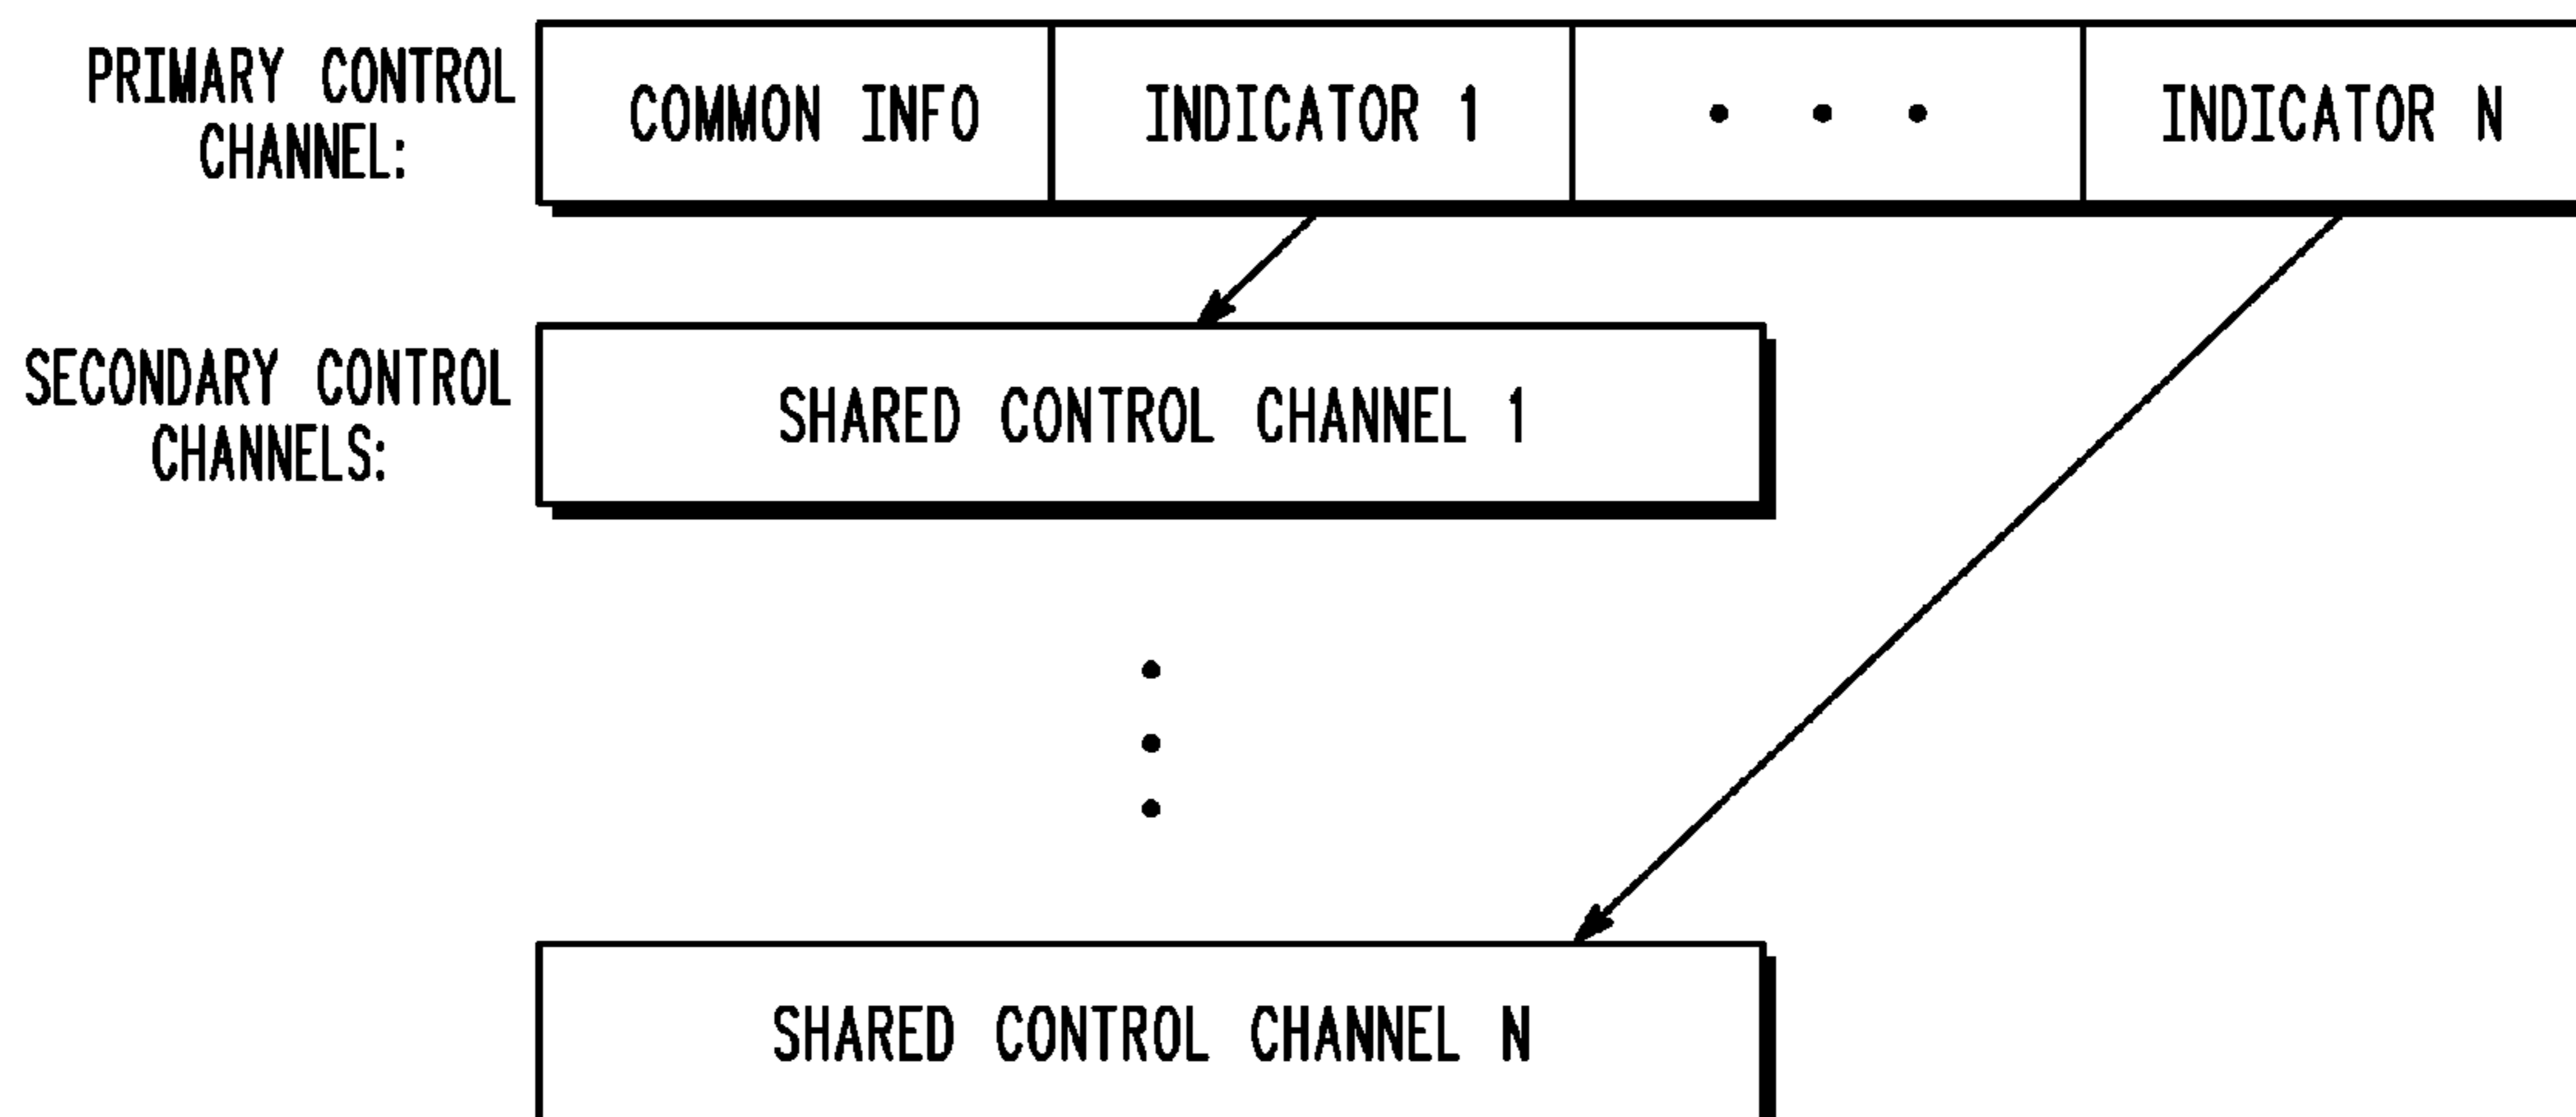 PRIMARY CONTROL
CHANNEL:
COMMON INFO
INDICATOR 1
• • •
INDICATOR N
SECONDARY CONTROL
CHANNELS:
SHARED CONTROL CHANNEL 1
SHARED CONTROL CHANNEL N